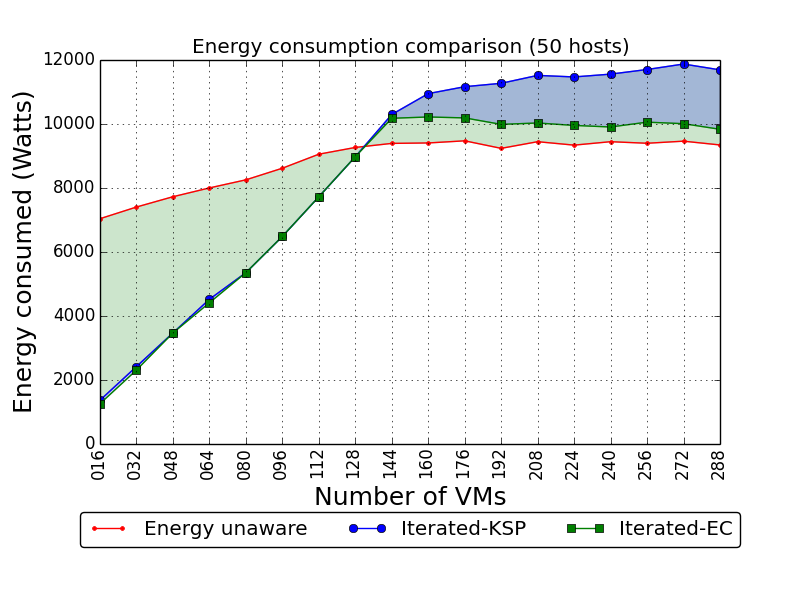 Energy consumption comparison (50 hosts)
Energy consumed (Watts)
12000
10000
8000
6000
4000
2000
0
016 032 048 064 080 096 112 128 144 160 176 192 208 224 240 256 272 288
Number of VMs
Energy unaware Iterated-KSP Iterated-EC